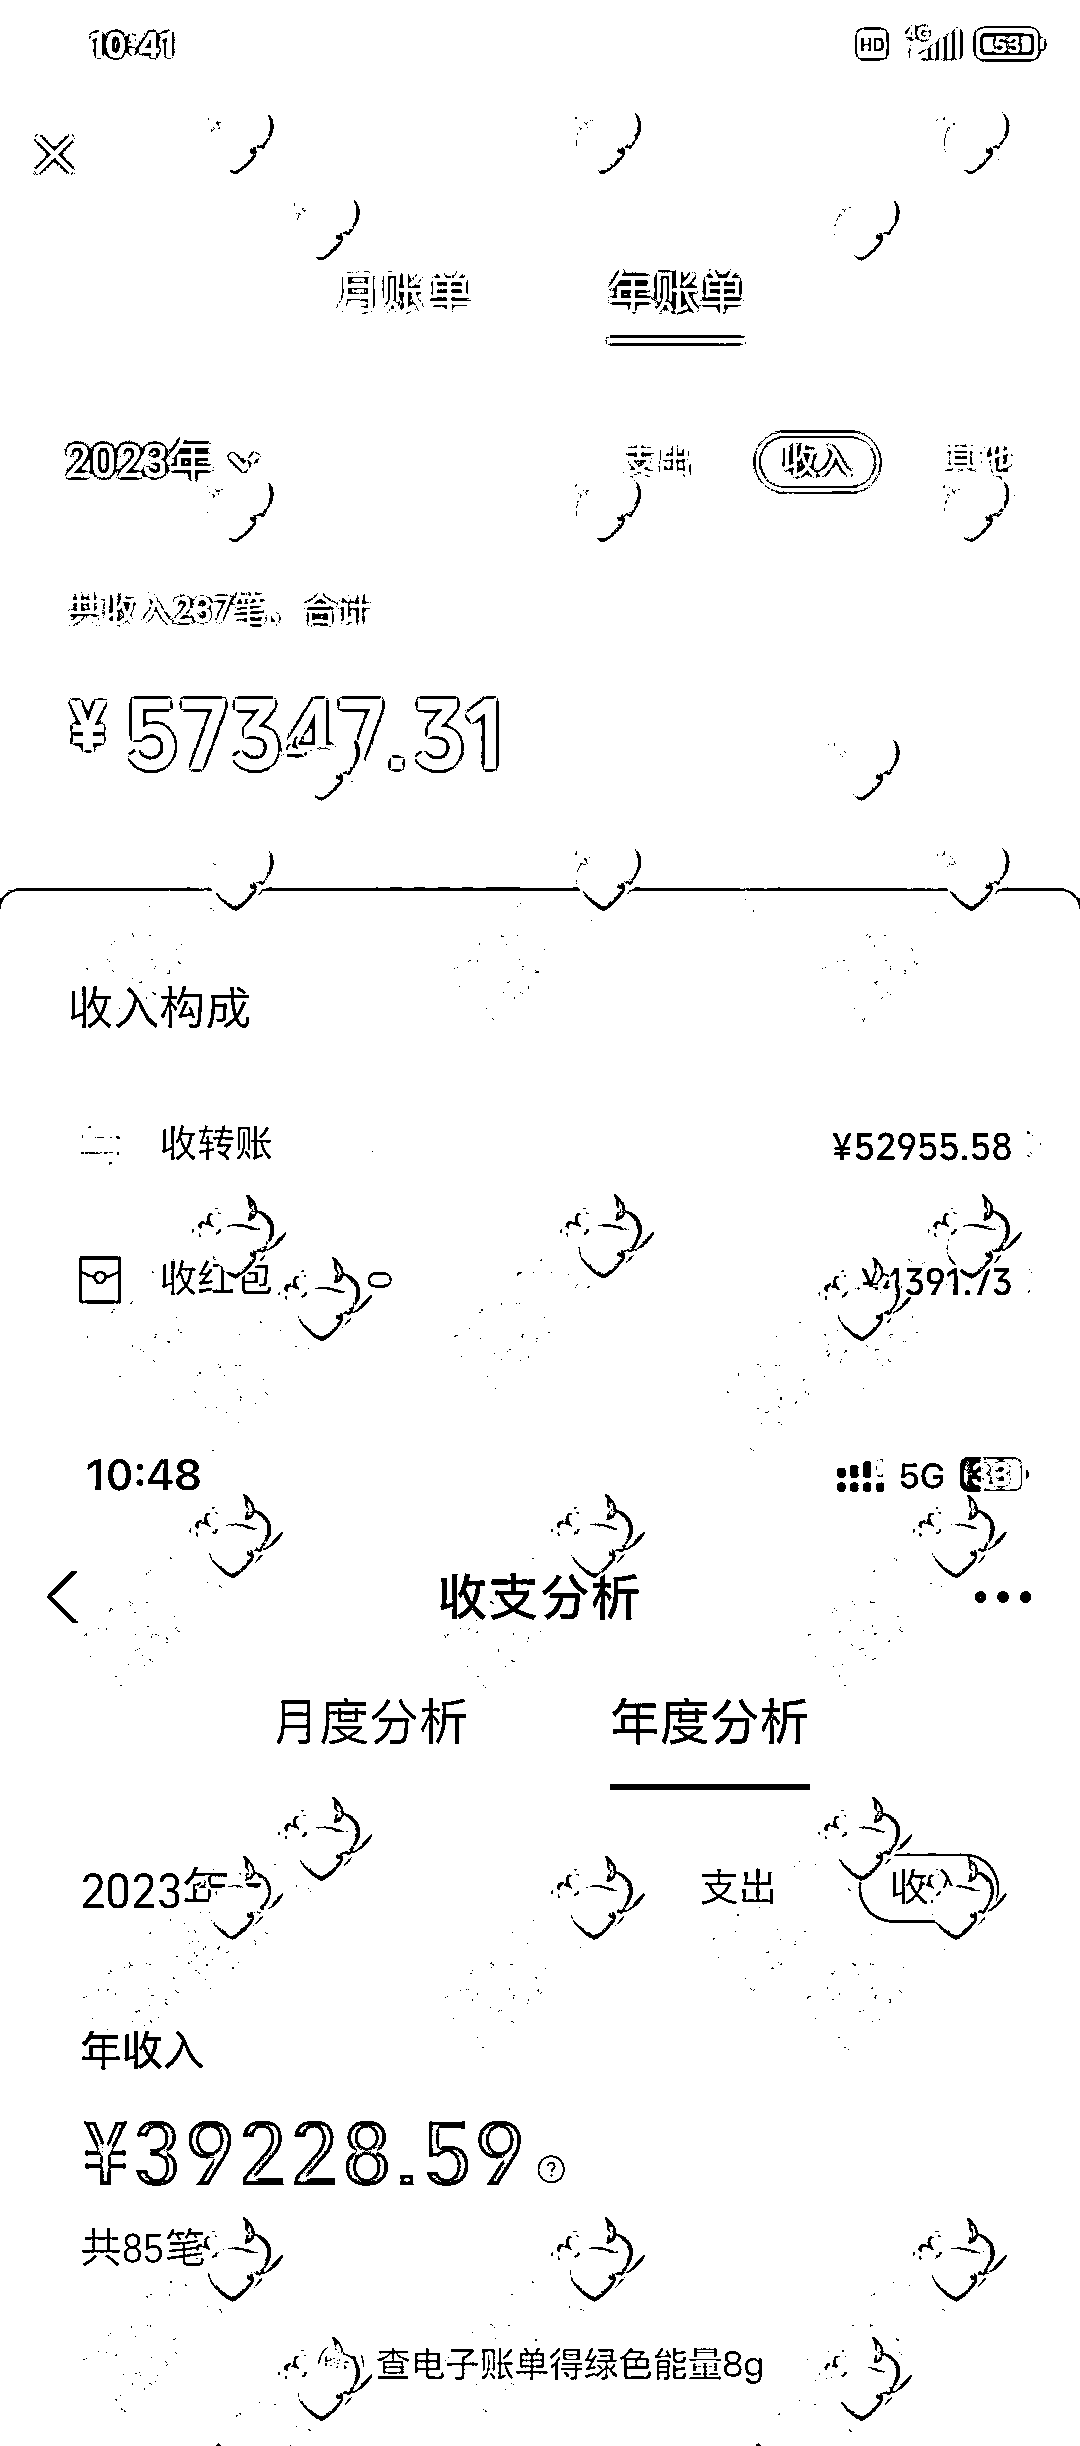 10:41 HD 4G 53
月账单 年账单
2023年 支出 收入 其他
共收入237笔，合计
¥57347.31
收入构成
收转账 ¥52955.58
收红包 ¥4391.73
10:48 5G 33
收支分析
月度分析 年度分析
2023年 支出 收入
年收入
¥39228.59 ?
共85笔
查电子账单得绿色能量8g